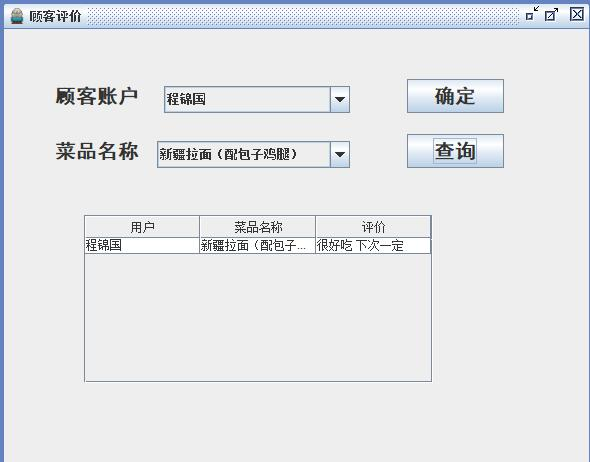 顾客评价
顾客账户 程锦国 确定
菜品名称 新疆拉面（配包子鸡腿） 查询
用户 菜品名称 评价
程锦国 新疆拉面（配包子... 很好吃 下次一定